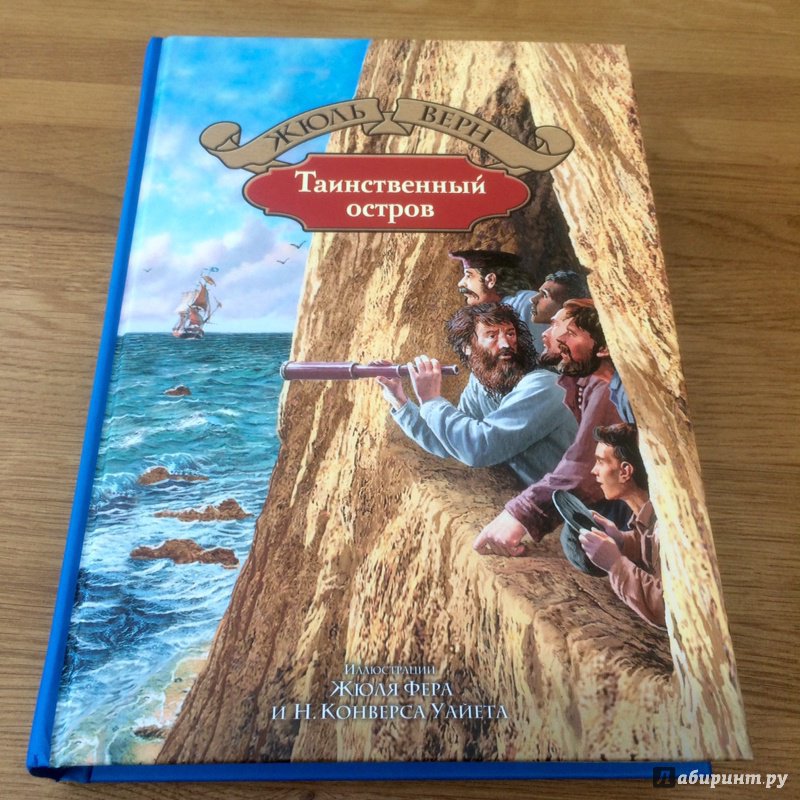 ЖЮЛЬ ВЕРН
Таинственный
остров
Иллюстрации
Жюля Фера
и Н. Конверса Уайета
Лабиринт.ру